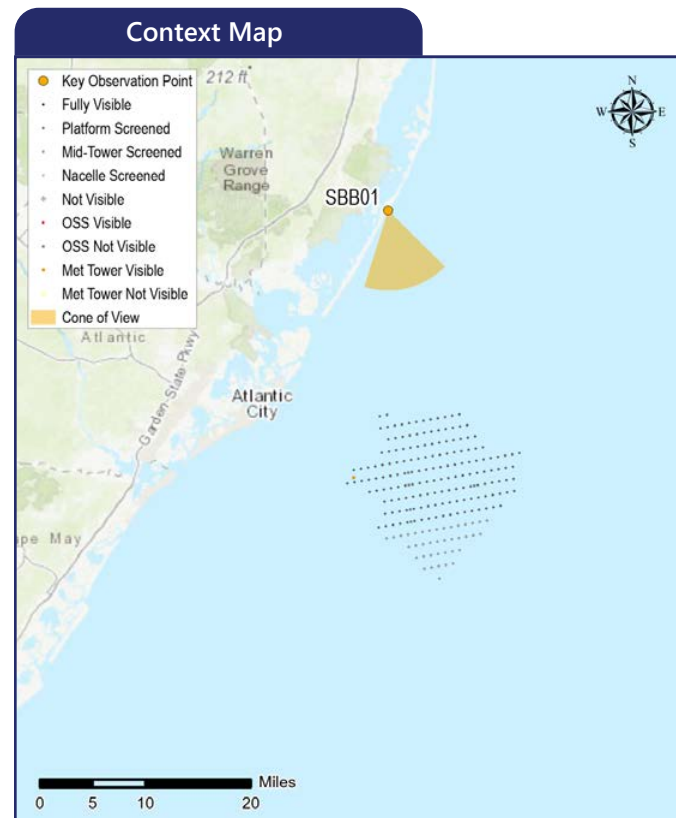 Context Map
Key Observation Point
Fully Visible
Platform Screened
Mid-Tower Screened
Nacelle Screened
Not Visible
OSS Visible
OSS Not Visible
Met Tower Visible
Met Tower Not Visible
Cone of View
212 ft
Warren
Grove
Range
SBB01
N
W E
S
Atlantic
Garden-State-Pkwy
Atlantic
City
ape May
Miles
0 5 10 20